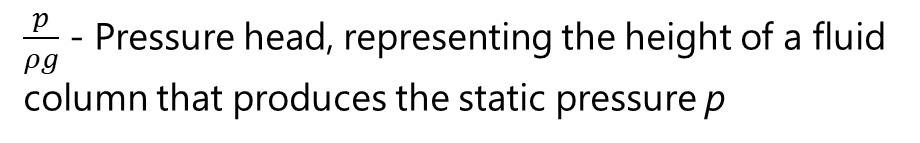 p/ρg - Pressure head, representing the height of a fluid
column that produces the static pressure p